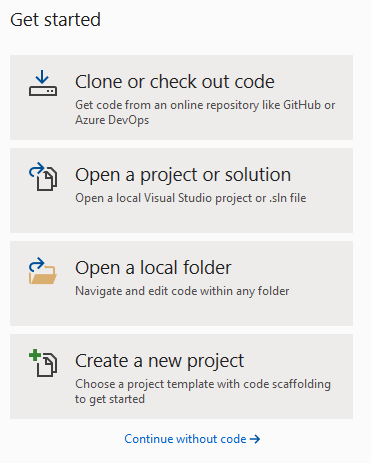 Get started
Clone or check out code
Get code from an online repository like GitHub or
Azure DevOps
Open a project or solution
Open a local Visual Studio project or .sln file
Open a local folder
Navigate and edit code within any folder
Create a new project
Choose a project template with code scaffolding
to get started
Continue without code →